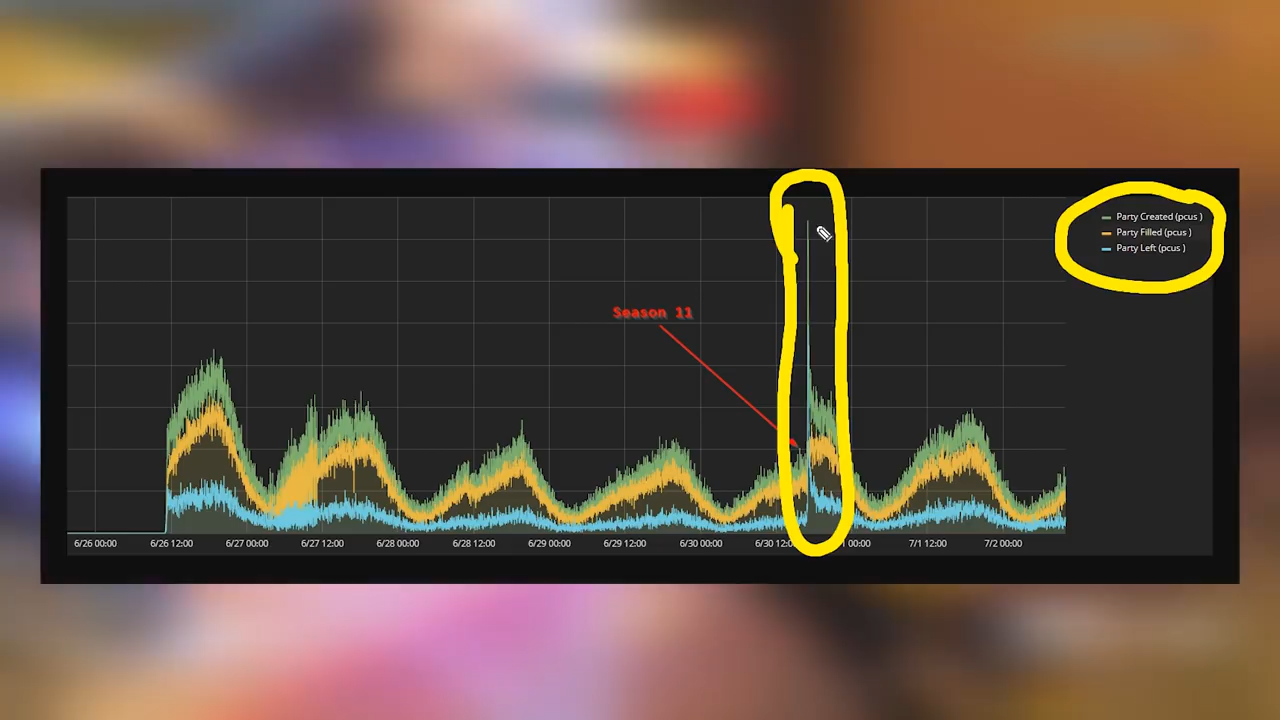 Party Created (pcus )
Party Filled (pcus )
Party Left (pcus )
Season 11
6/26 00:00 6/26 12:00 6/27 00:00 6/27 12:00 6/28 00:00 6/28 12:00 6/29 00:00 6/29 12:00 6/30 00:00 6/30 12:0 00:00 7/1 12:00 7/2 00:00